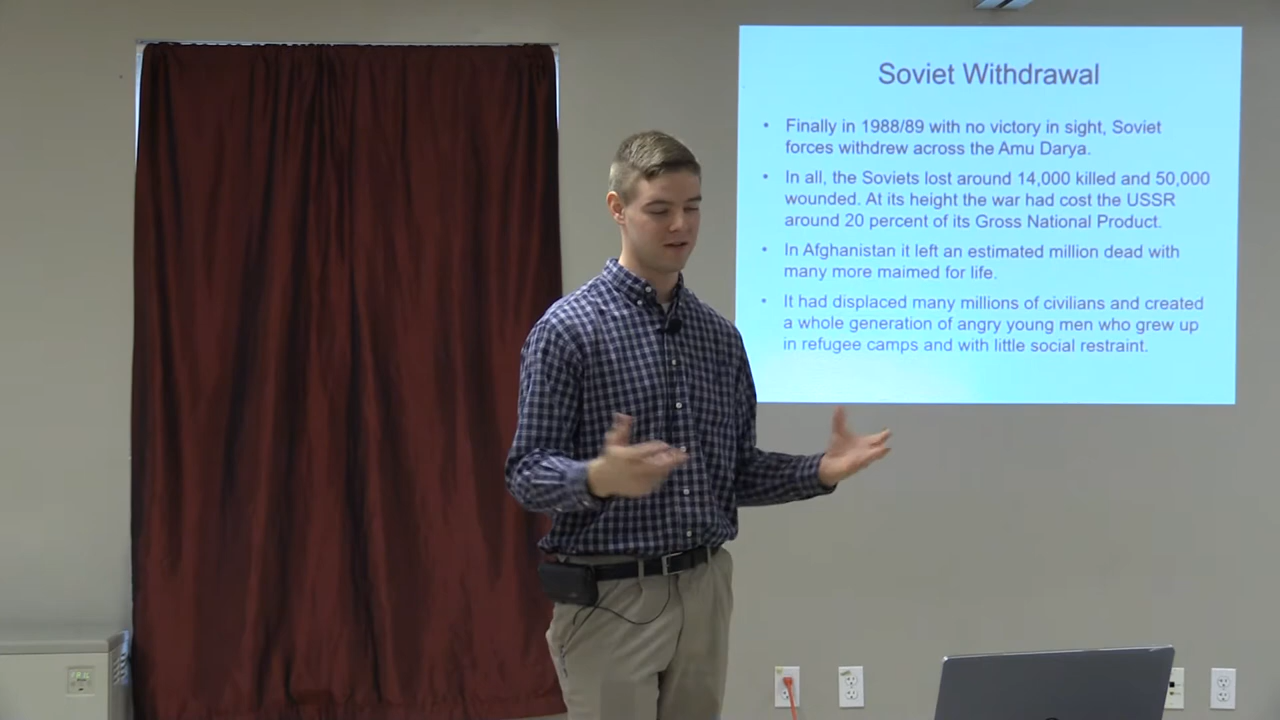 Soviet Withdrawal
• Finally in 1988/89 with no victory in sight, Soviet
forces withdrew across the Amu Darya.
• In all, the Soviets lost around 14,000 killed and 50,000
wounded. At its height the war had cost the USSR
around 20 percent of its Gross National Product.
• In Afghanistan it left an estimated million dead with
many more maimed for life.
• It had displaced many millions of civilians and created
a whole generation of angry young men who grew up
in refugee camps and with little social restraint.